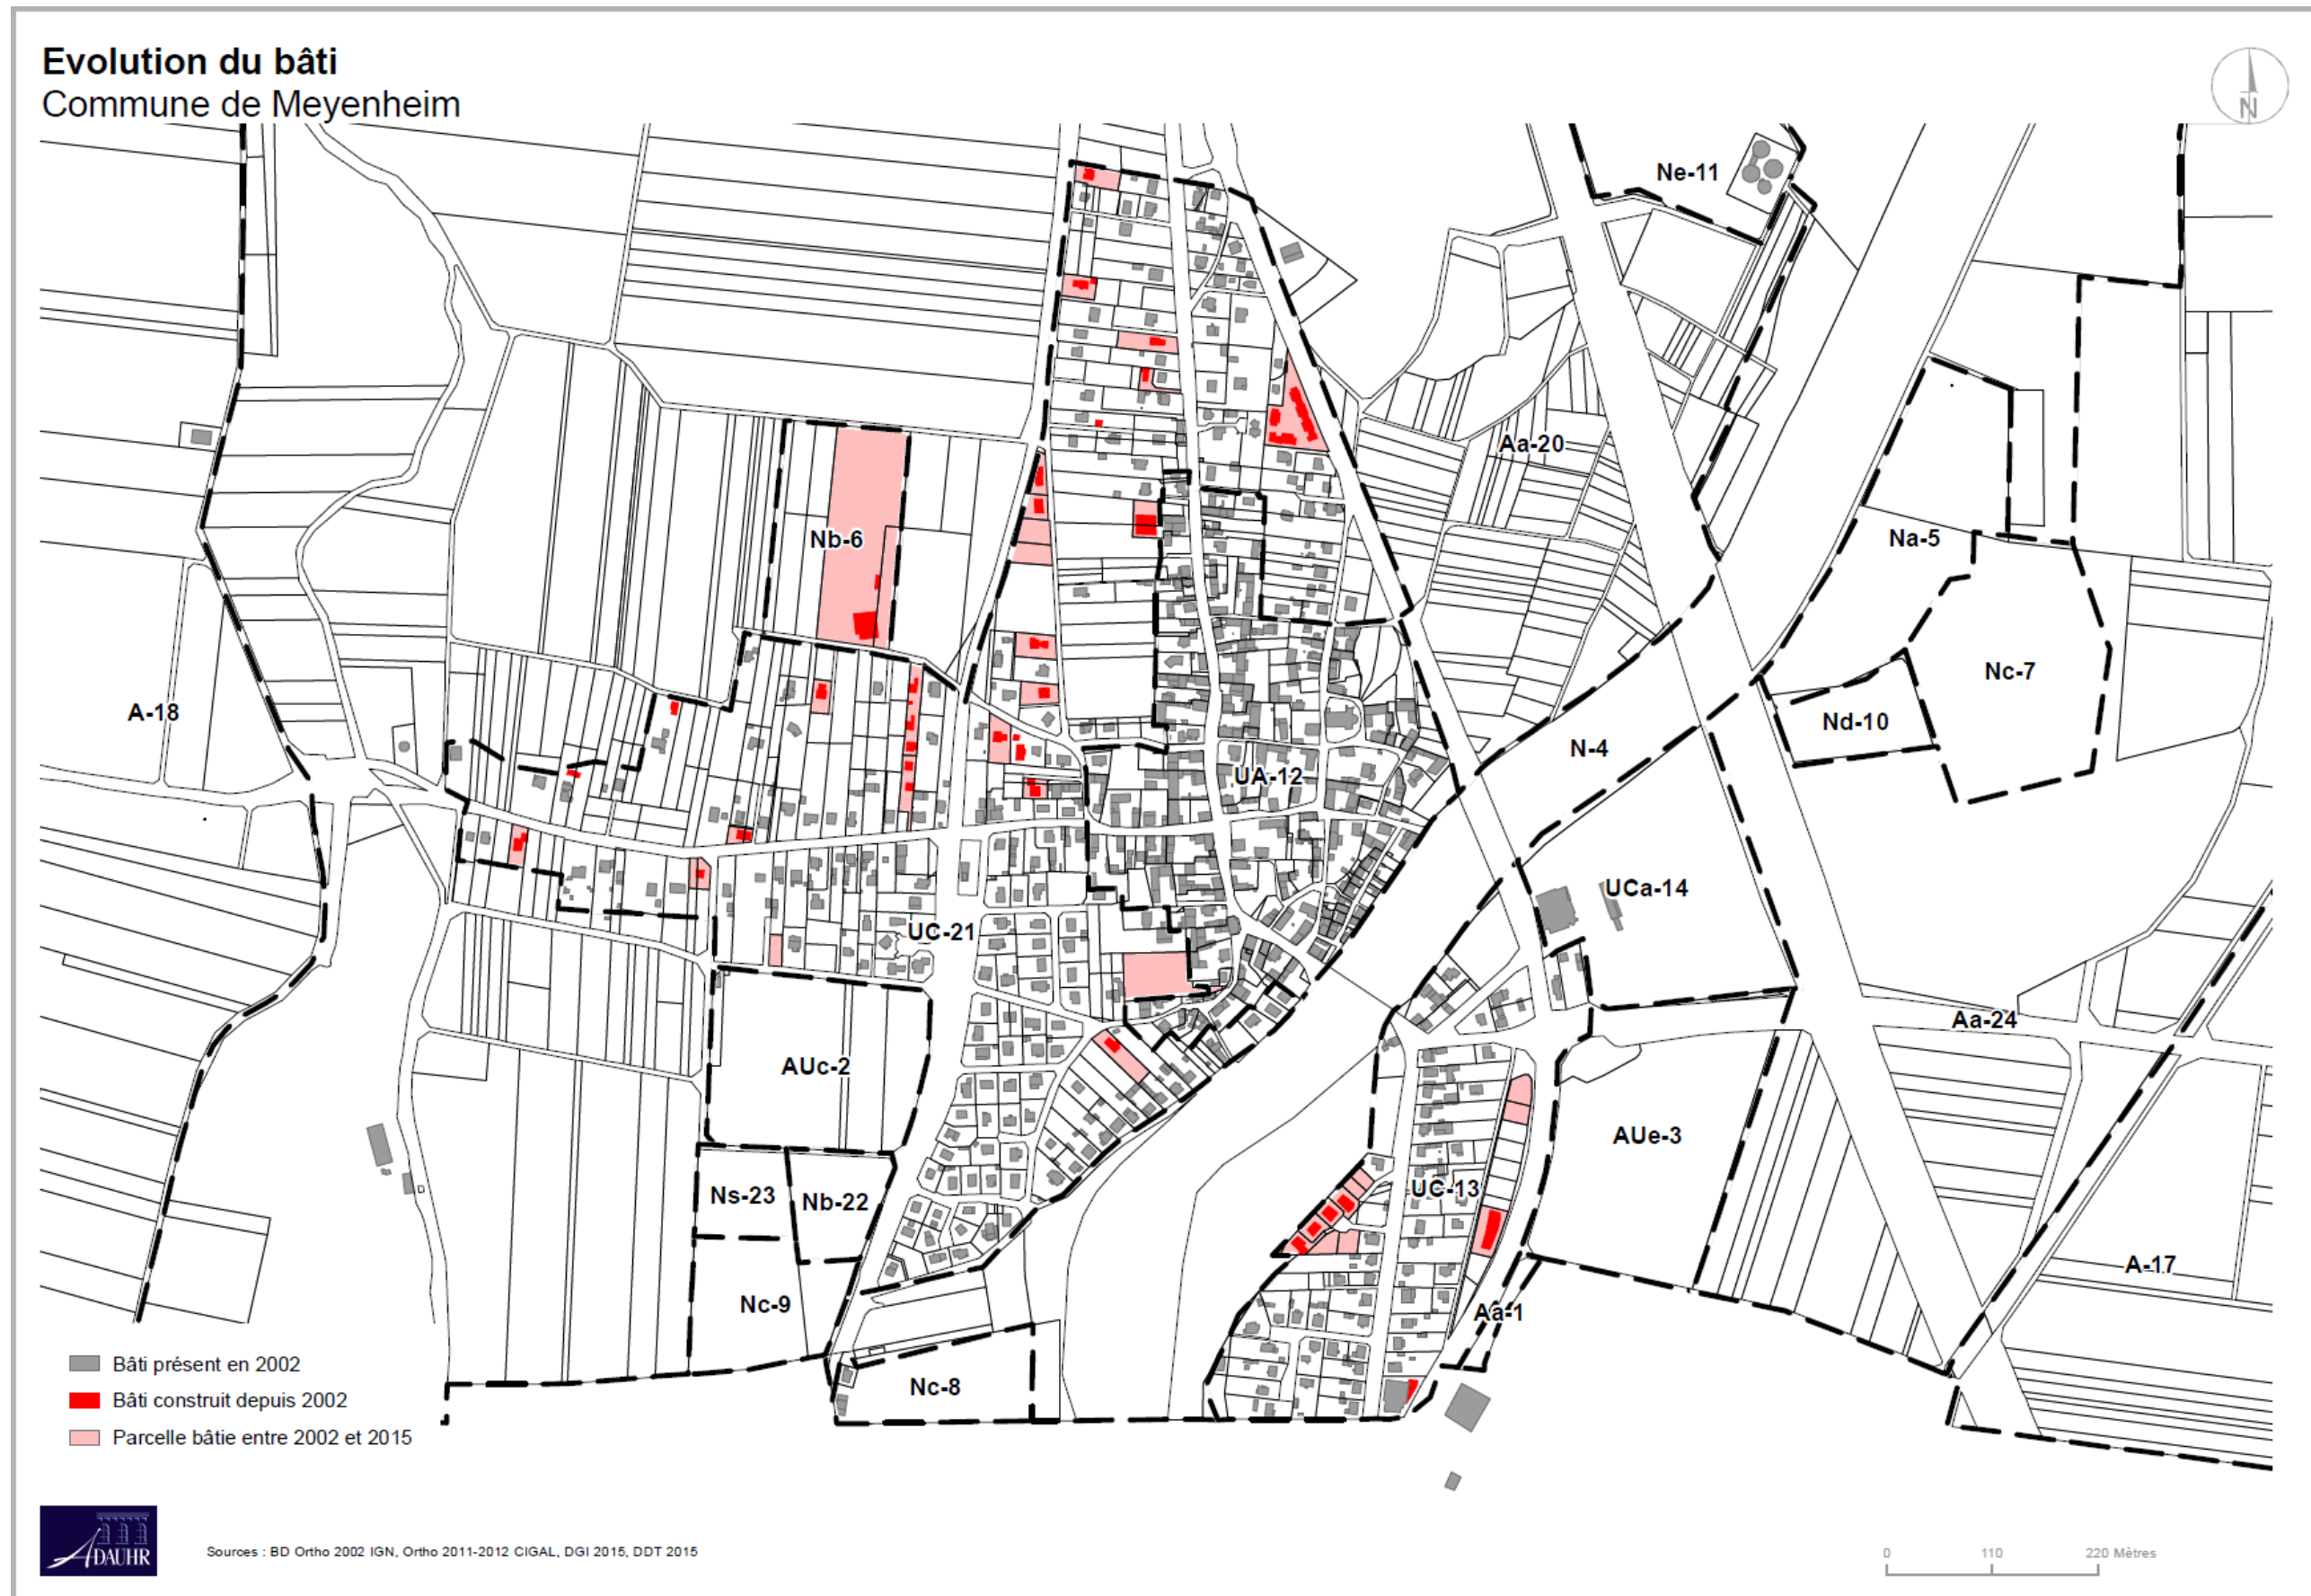 Evolution du bâti
Commune de Meyenheim
N
Ne-11
Aa-20
Nb-6
Na-5
Nc-7
A-18
Nd-10
N-4
UA-12
UCa-14
UC-21
Aa-24
AUc-2
AUe-3
Ns-23
Nb-22
UC-13
A-17
Nc-9
Aa-1
Nc-8
Bâti présent en 2002
Bâti construit depuis 2002
Parcelle bâtie entre 2002 et 2015
ADAUHR
Sources : BD Ortho 2002 IGN, Ortho 2011-2012 CIGAL, DGI 2015, DDT 2015
0 110 220 Mètres